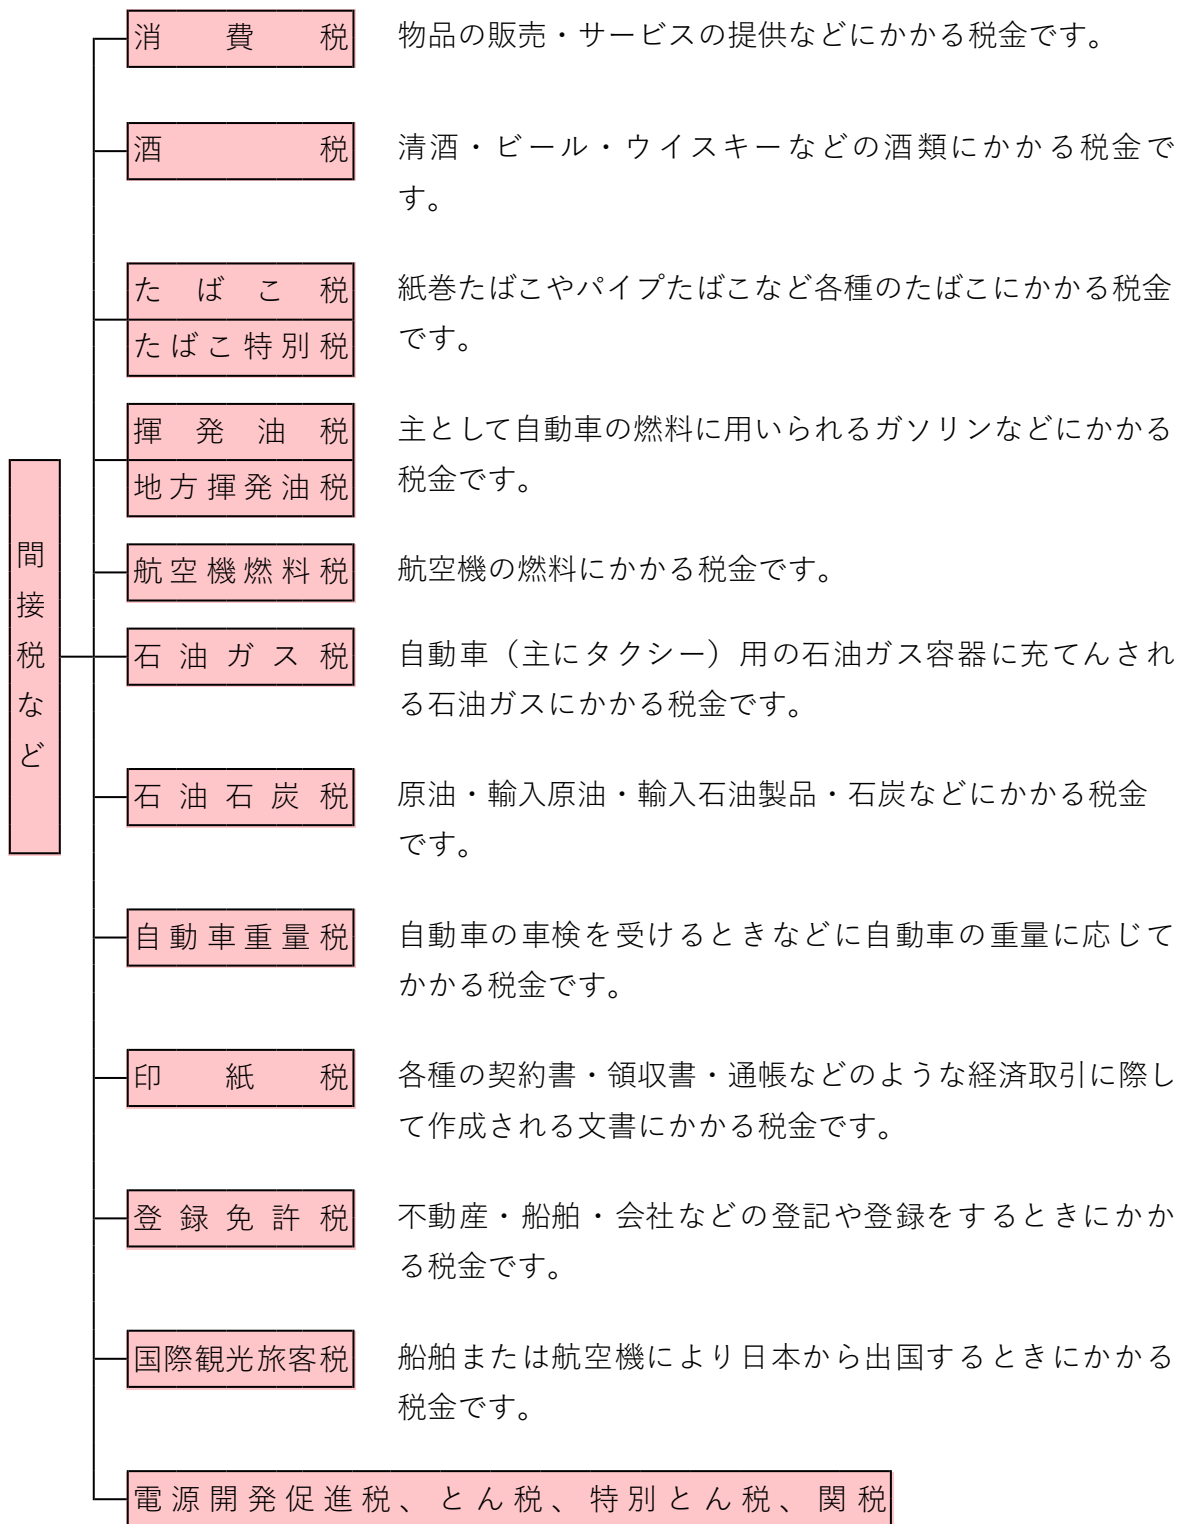 間接税など
消費税
物品の販売・サービスの提供などにかかる税金です。
酒税
清酒・ビール・ウイスキーなどの酒類にかかる税金で
す。
たばこ税
たばこ特別税
紙巻たばこやパイプたばこなど各種のたばこにかかる税金
です。
揮発油税
地方揮発油税
主として自動車の燃料に用いられるガソリンなどにかかる
税金です。
航空機燃料税
航空機の燃料にかかる税金です。
石油ガス税
自動車（主にタクシー）用の石油ガス容器に充てんされ
る石油ガスにかかる税金です。
石油石炭税
原油・輸入原油・輸入石油製品・石炭などにかかる税金
です。
自動車重量税
自動車の車検を受けるときなどに自動車の重量に応じて
かかる税金です。
印紙税
各種の契約書・領収書・通帳などのような経済取引に際し
て作成される文書にかかる税金です。
登録免許税
不動産・船舶・会社などの登記や登録をするときにかか
る税金です。
国際観光旅客税
船舶または航空機により日本から出国するときにかかる
税金です。
電源開発促進税、とん税、特別とん税、関税